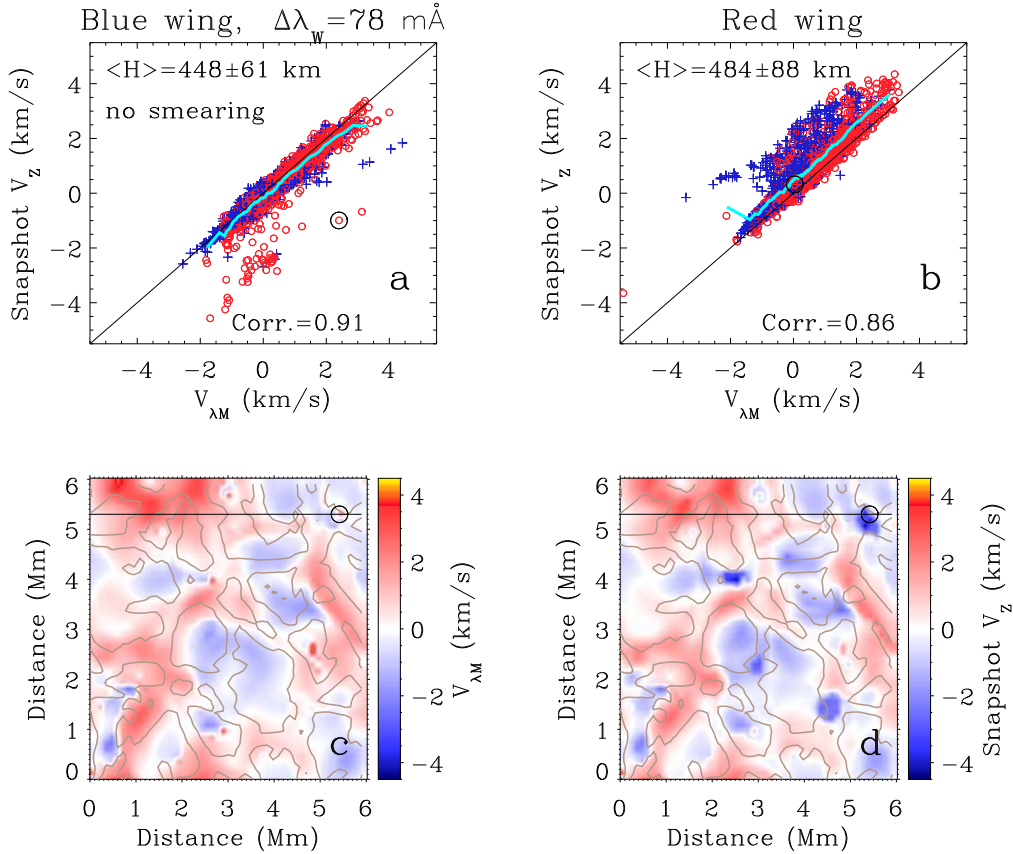 Blue wing, Δλ_W=78 mÅ
Red wing
<H>=448±61 km
no smearing
Snapshot V_Z (km/s)
4
2
0
−2
−4
a
Corr.=0.91
−4 −2 0 2 4
V_λM (km/s)
<H>=484±88 km
Snapshot V_Z (km/s)
4
2
0
−2
−4
b
Corr.=0.86
−4 −2 0 2 4
V_λM (km/s)
Distance (Mm)
6
5
4
3
2
1
0
c
0 1 2 3 4 5 6
Distance (Mm)
4
2
0
−2
−4
V_λM (km/s)
Distance (Mm)
6
5
4
3
2
1
0
d
0 1 2 3 4 5 6
Distance (Mm)
4
2
0
−2
−4
Snapshot V_Z (km/s)